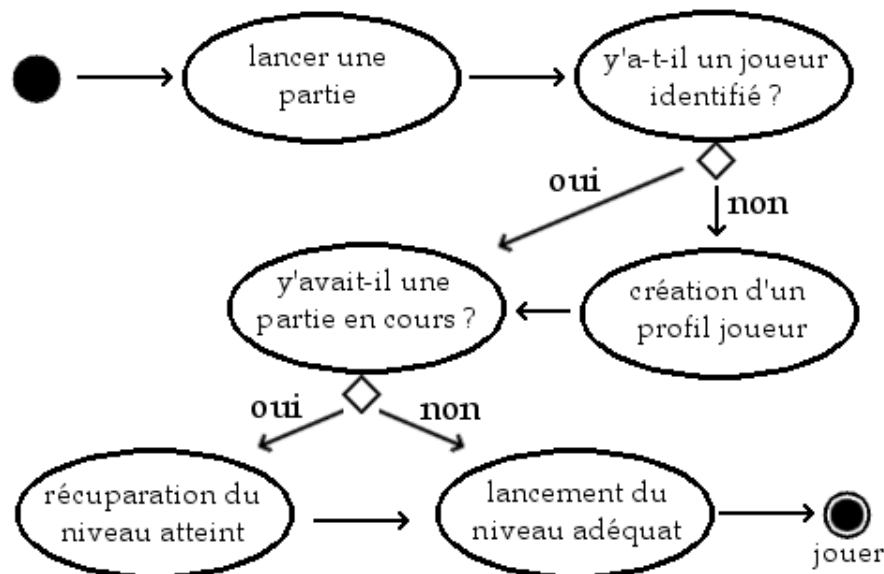 lancer une
partie
y'a-t-il un joueur
identifié ?
oui
non
y'avait-il une
partie en cours ?
création d'un
profil joueur
oui
non
récuparation du
niveau atteint
lancement du
niveau adéquat
jouer